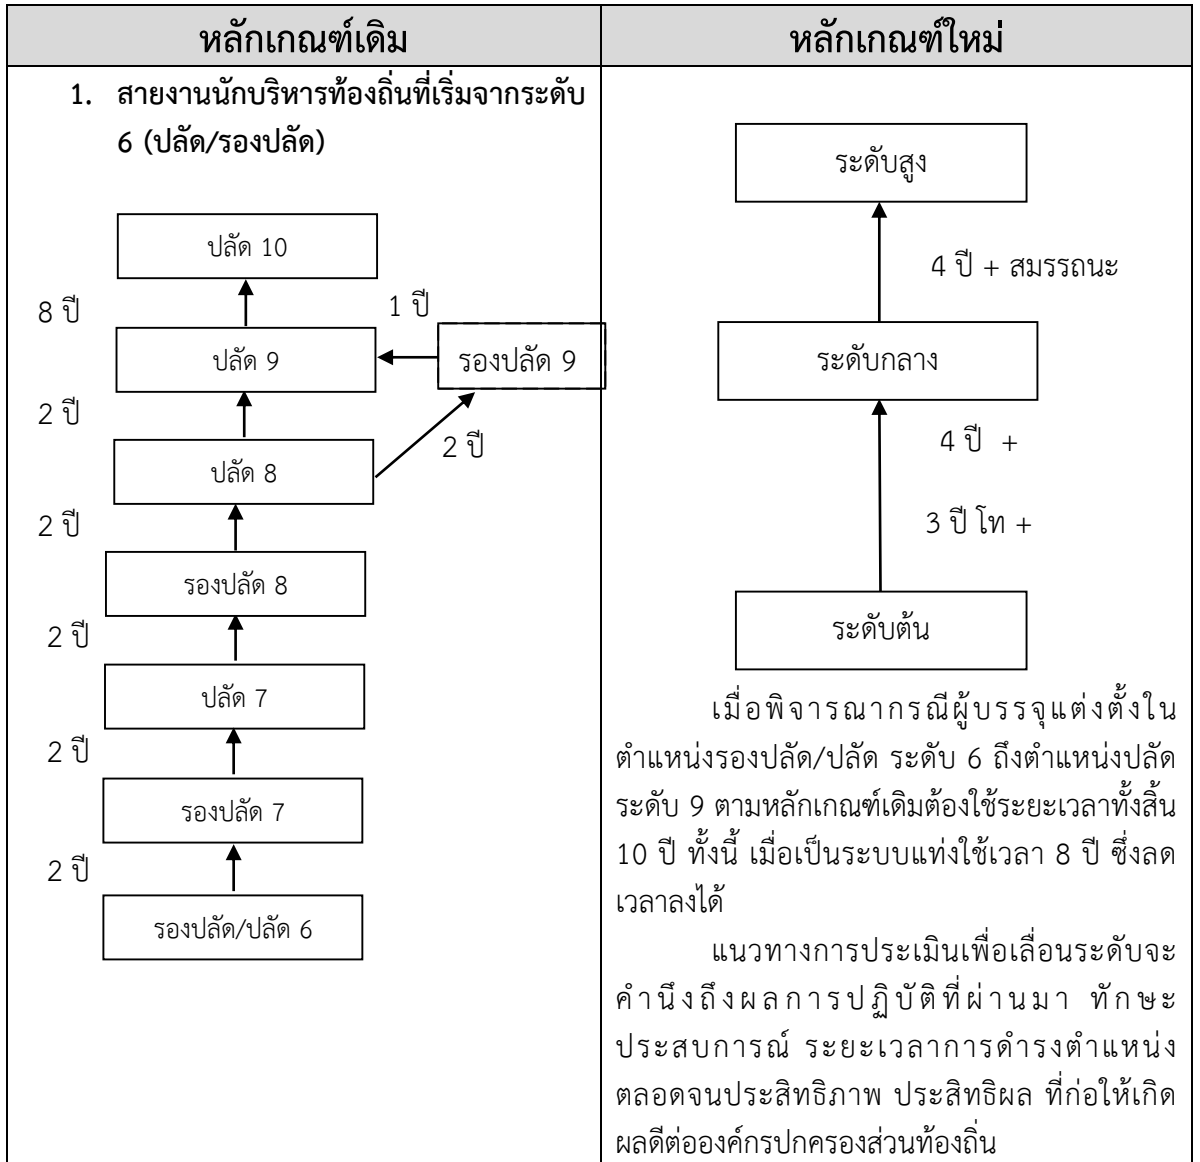 หลักเกณฑ์เดิม
หลักเกณฑ์ใหม่
1. สายงานนักบริหารท้องถิ่นที่เริ่มจากระดับ
6 (ปลัด/รองปลัด)
ปลัด 10
8 ปี
1 ปี
ปลัด 9
รองปลัด 9
2 ปี
2 ปี
ปลัด 8
2 ปี
รองปลัด 8
2 ปี
ปลัด 7
2 ปี
รองปลัด 7
2 ปี
รองปลัด/ปลัด 6
ระดับสูง
4 ปี + สมรรถนะ
ระดับกลาง
4 ปี +
3 ปี โท +
ระดับต้น
เมื่อพิจารณากรณีผู้บรรจุแต่งตั้งใน
ตำแหน่งรองปลัด/ปลัด ระดับ 6 ถึงตำแหน่งปลัด
ระดับ 9 ตามหลักเกณฑ์เดิมต้องใช้ระยะเวลาทั้งสิ้น
10 ปี ทั้งนี้ เมื่อเป็นระบบแท่งใช้เวลา 8 ปี ซึ่งลด
เวลาลงได้
แนวทางการประเมินเพื่อเลื่อนระดับจะ
คำนึงถึงผลการปฏิบัติที่ผ่านมา ทักษะ
ประสบการณ์ ระยะเวลาการดำรงตำแหน่ง
ตลอดจนประสิทธิภาพ ประสิทธิผล ที่ก่อให้เกิด
ผลดีต่อองค์กรปกครองส่วนท้องถิ่น